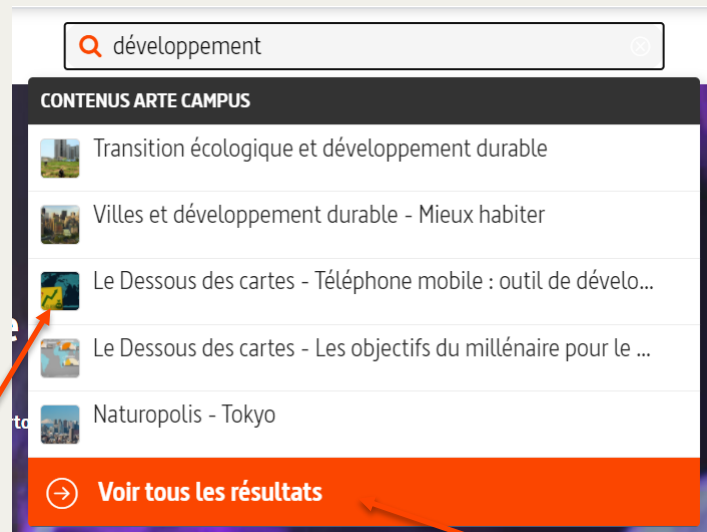 développement
CONTENUS ARTE CAMPUS
Transition écologique et développement durable
Villes et développement durable - Mieux habiter
Le Dessous des cartes - Téléphone mobile : outil de dévelo...
Le Dessous des cartes - Les objectifs du millénaire pour le ...
Naturopolis - Tokyo
Voir tous les résultats